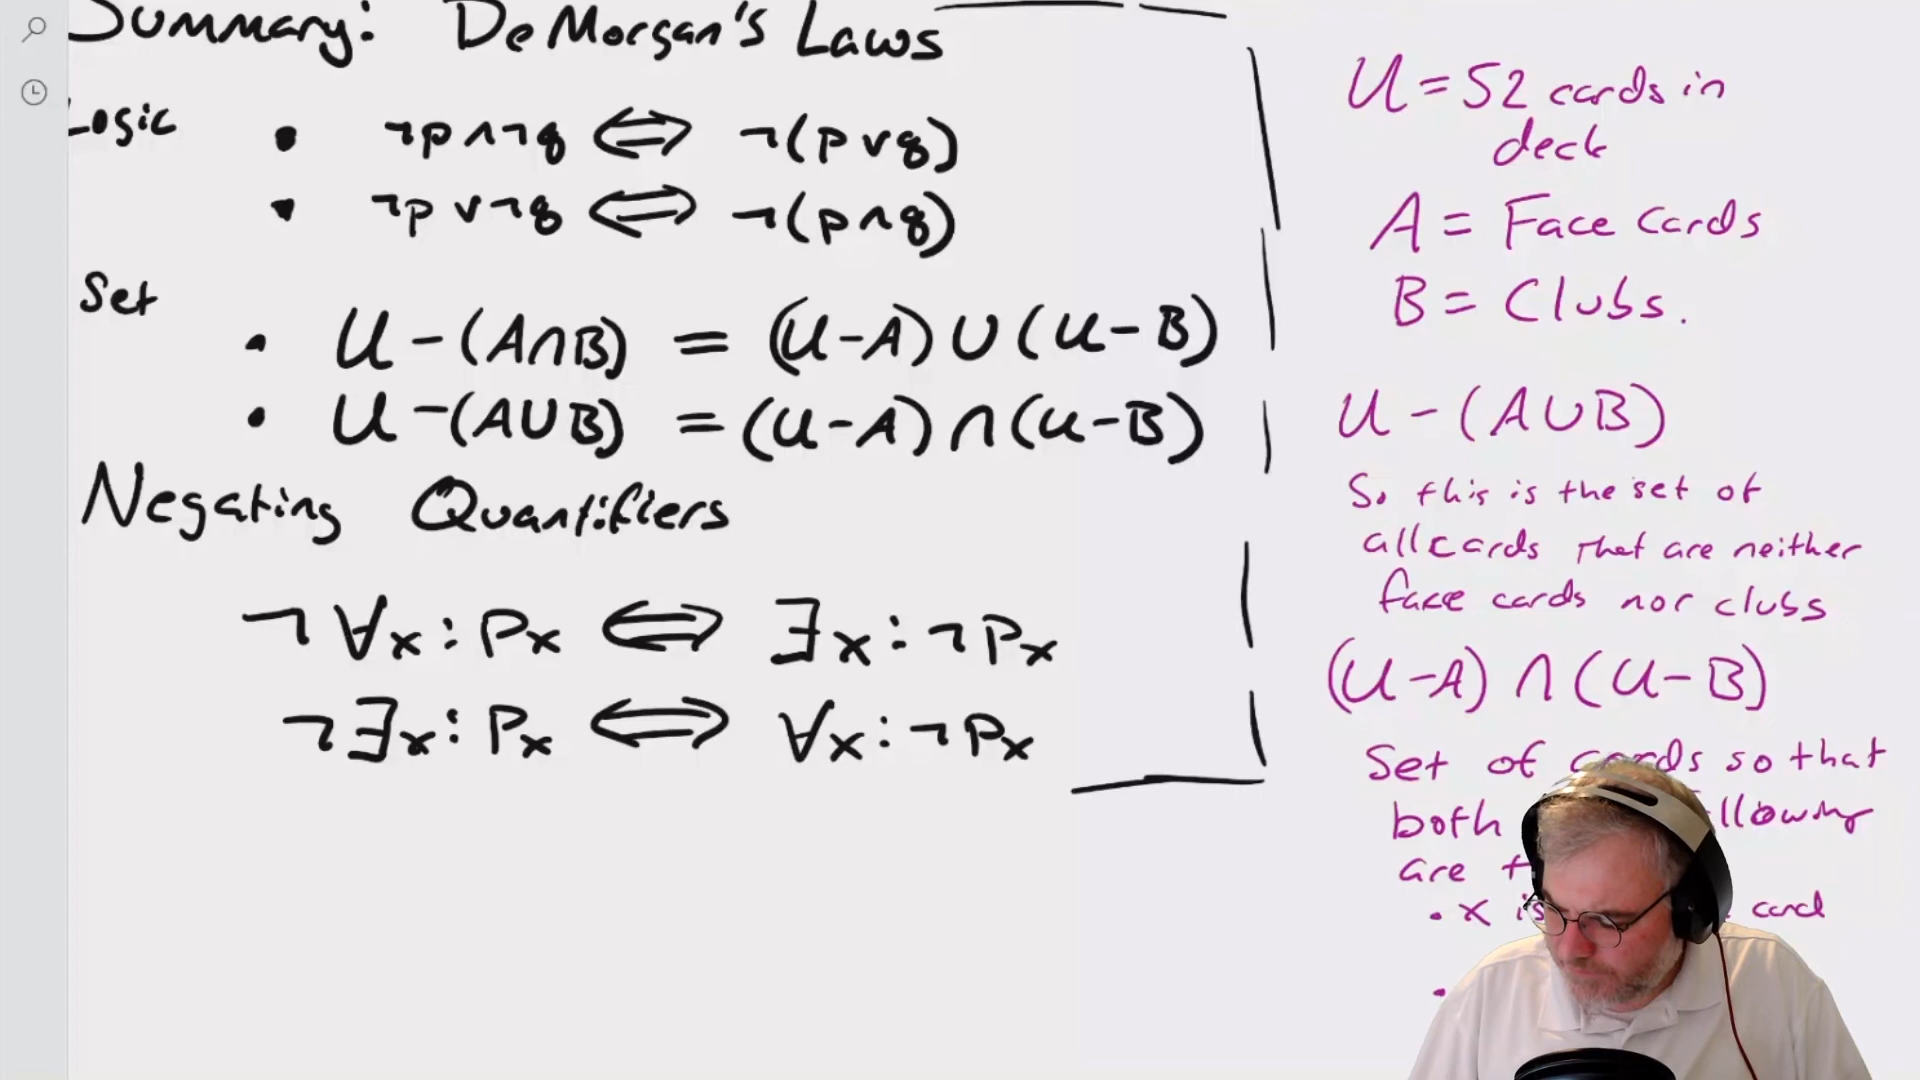 Summary: DeMorgan's Laws
Logic
• ¬p∧¬q ⟺ ¬(p∨q)
• ¬p∨¬q ⟺ ¬(p∧q)
Set
• U-(A∩B) = (U-A)∪(U-B)
• U-(A∪B) = (U-A)∩(U-B)
Negating Quantifiers
¬∀x:Px ⟺ ∃x:¬Px
¬∃x:Px ⟺ ∀x:¬Px
U=52 cards in
deck
A = Face cards
B = Clubs.
U-(A∪B)
So this is the set of
all cards that are neither
face cards nor clubs
(U-A)∩(U-B)
Set of cards so that
both
are
• x is card
•